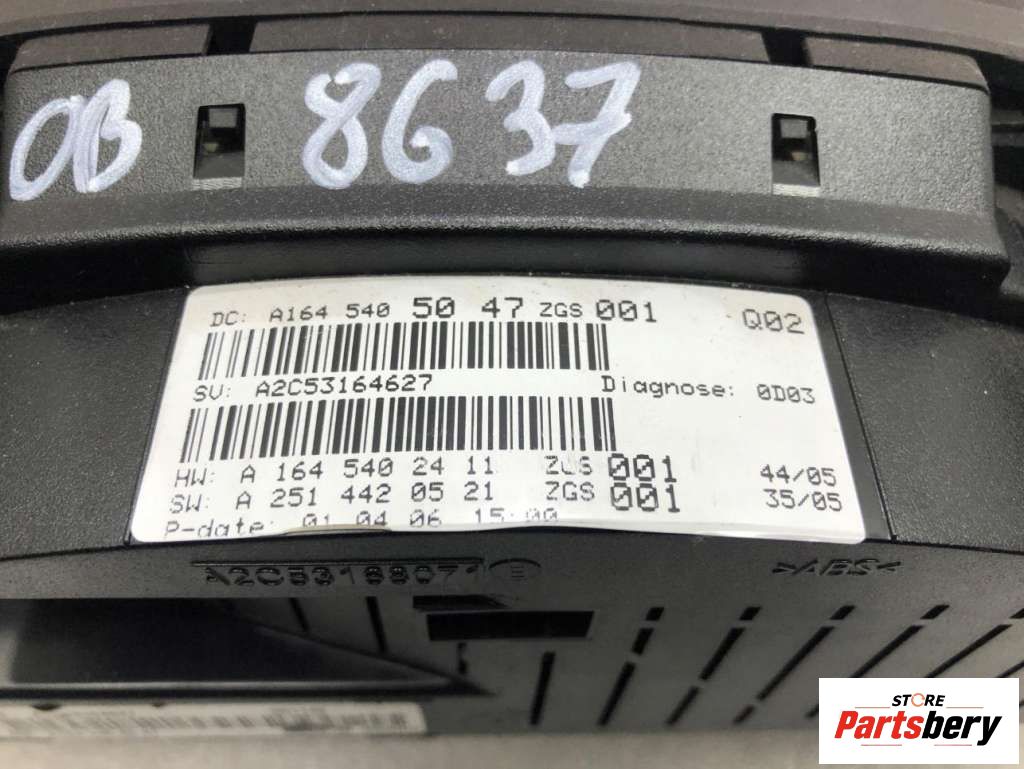 OB 8637
DC: A164 540 50 47 ZGS 001 Q02
SV: A2C53164627 Diagnose: 0D03
HW: A 164 540 24 11 ZGS 001 44/05
SW: A 251 442 05 21 ZGS 001 35/05
P-date: 01 04 06 15:00
E
>ABS<
STORE
Partsbery